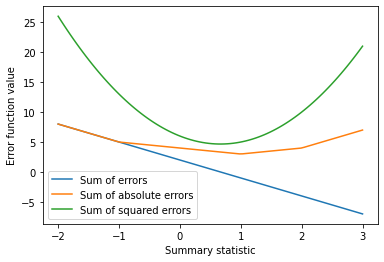 25
20
15
10
5
0
−5
Error function value
Sum of errors
Sum of absolute errors
Sum of squared errors
−2 −1 0 1 2 3
Summary statistic